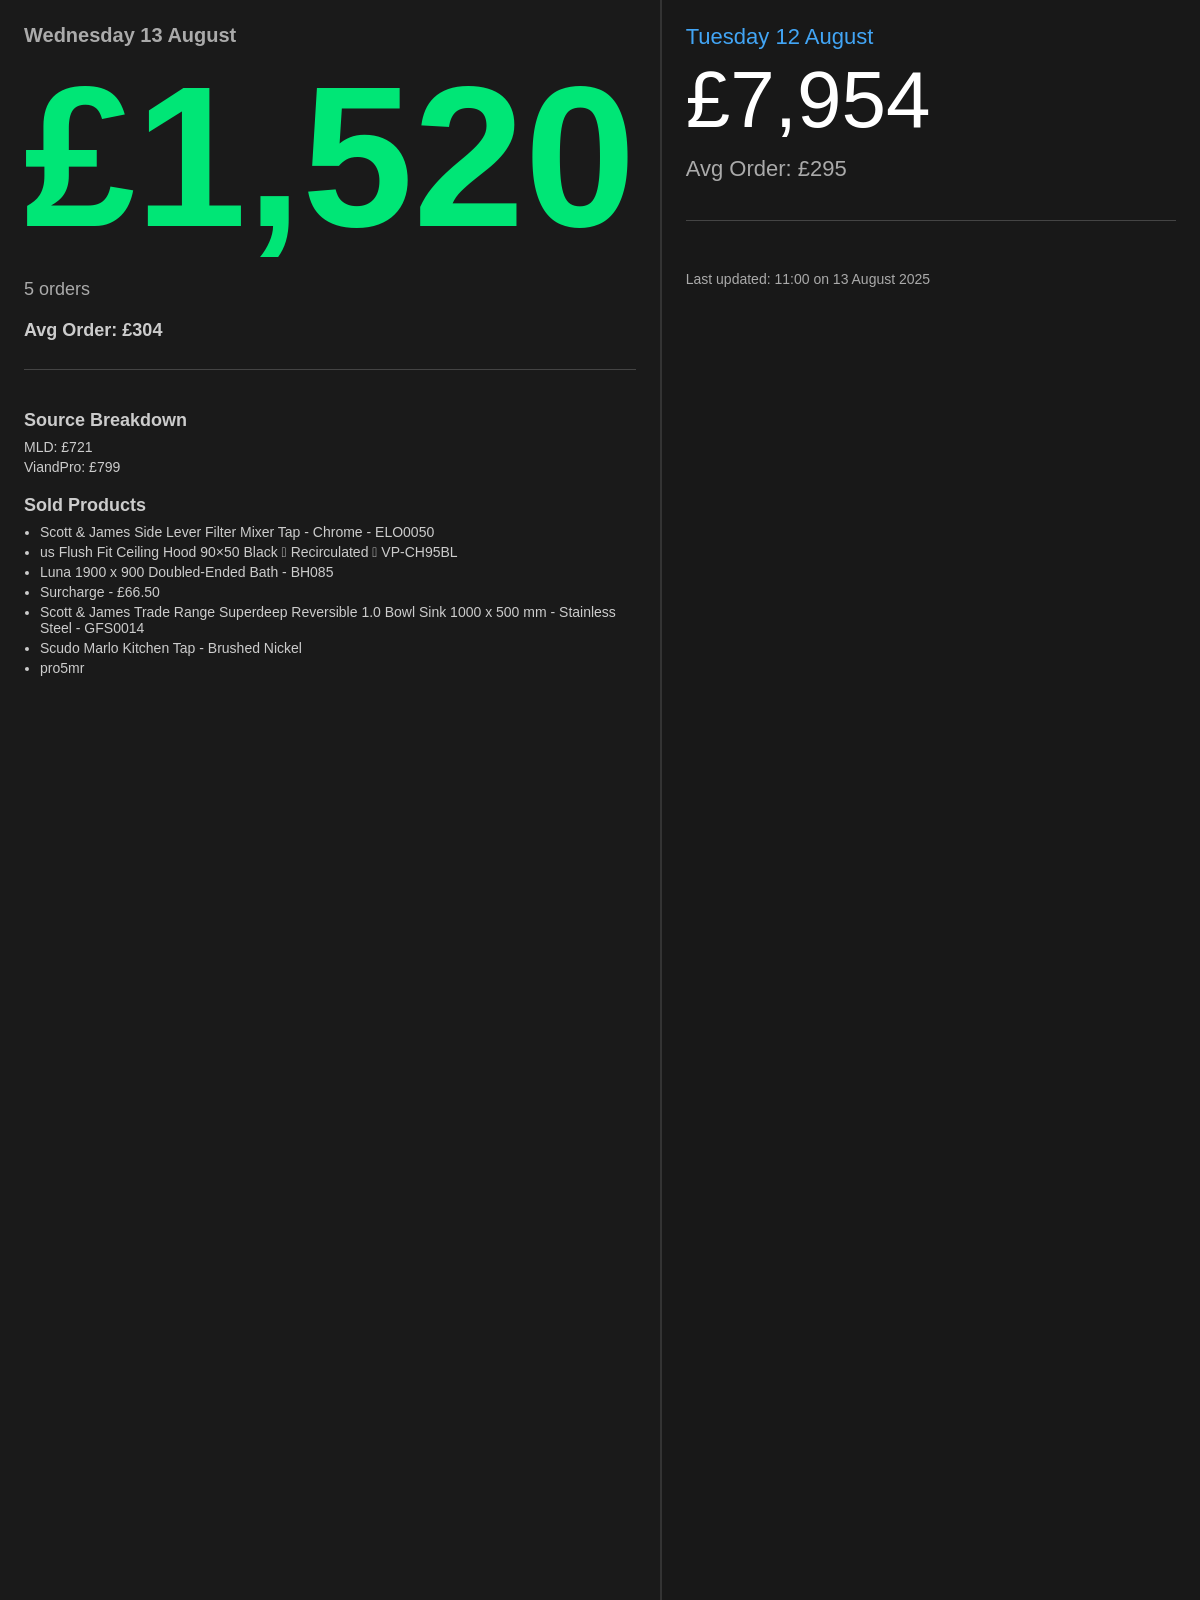 Wednesday 13 August
£1,520
5 orders
Avg Order: £304
Source Breakdown
MLD: £721
ViandPro: £799
Sold Products
• Scott & James Side Lever Filter Mixer Tap - Chrome - ELO0050
• us Flush Fit Ceiling Hood 90×50 Black  Recirculated  VP-CH95BL
• Luna 1900 x 900 Doubled-Ended Bath - BH085
• Surcharge - £66.50
• Scott & James Trade Range Superdeep Reversible 1.0 Bowl Sink 1000 x 500 mm - Stainless
Steel - GFS0014
• Scudo Marlo Kitchen Tap - Brushed Nickel
• pro5mr
Tuesday 12 August
£7,954
Avg Order: £295
Last updated: 11:00 on 13 August 2025